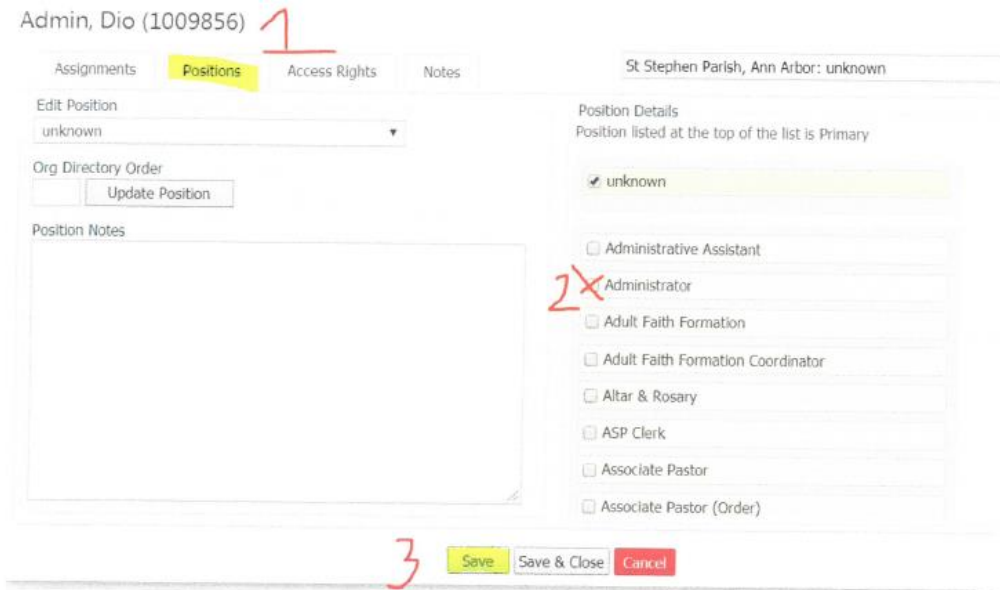 Admin, Dio (1009856)
1
Assignments Positions Access Rights Notes
St Stephen Parish, Ann Arbor: unknown
Edit Position
unknown
Org Directory Order
Update Position
Position Notes
Position Details
Position listed at the top of the list is Primary
unknown
Administrative Assistant
2X Administrator
Adult Faith Formation
Adult Faith Formation Coordinator
Altar & Rosary
ASP Clerk
Associate Pastor
Associate Pastor (Order)
3
Save Save & Close Cancel